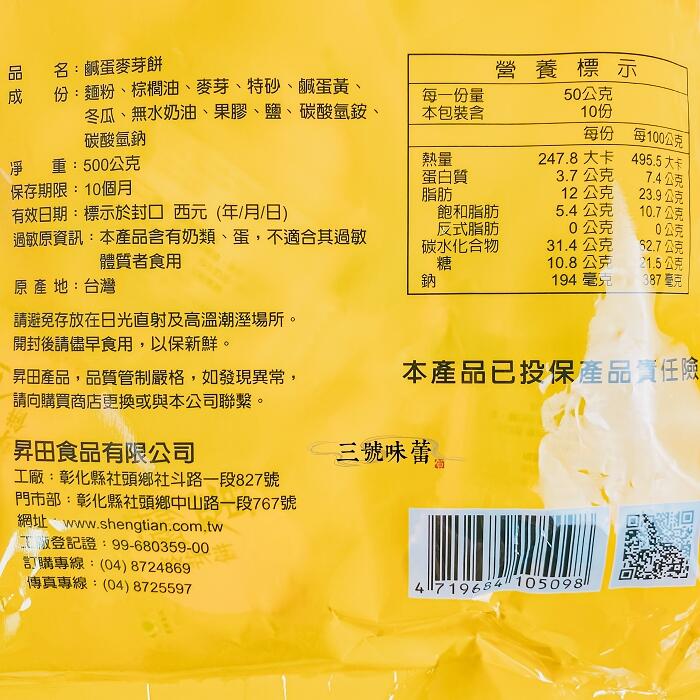 品　　名：鹹蛋麥芽餅
成　　份：麵粉、棕櫚油、麥芽、特砂、鹹蛋黃、
冬瓜、無水奶油、果膠、鹽、碳酸氫銨、
碳酸氫鈉
淨　　重：500公克
保存期限：10個月
有效日期：標示於封口 西元 (年/月/日)
過敏原資訊：本產品含有奶類、蛋，不適合其過敏
體質者食用
原 產 地：台灣
請避免存放在日光直射及高溫潮溼場所。
開封後請儘早食用，以保新鮮。
昇田產品，品質管制嚴格，如發現異常，
請向購買商店更換或與本公司聯繫。
昇田食品有限公司
工廠：彰化縣社頭鄉社斗路一段827號
門市部：彰化縣社頭鄉中山路一段767號
網址：www.shengtian.com.tw
工廠登記證：99-680359-00
訂購專線：(04) 8724869
傳真專線：(04) 8725597
營養標示
每一份量 50公克
本包裝含 10份
每份 每100公克
熱量 247.8 大卡 495.5 大卡
蛋白質 3.7 公克 7.4 公克
脂肪 12 公克 23.9 公克
飽和脂肪 5.4 公克 10.7 公克
反式脂肪 0 公克 0 公克
碳水化合物 31.4 公克 62.7 公克
糖 10.8 公克 21.5 公克
鈉 194 毫克 387 毫克
本產品已投保產品責任險
三號味蕾
4 719684 105098